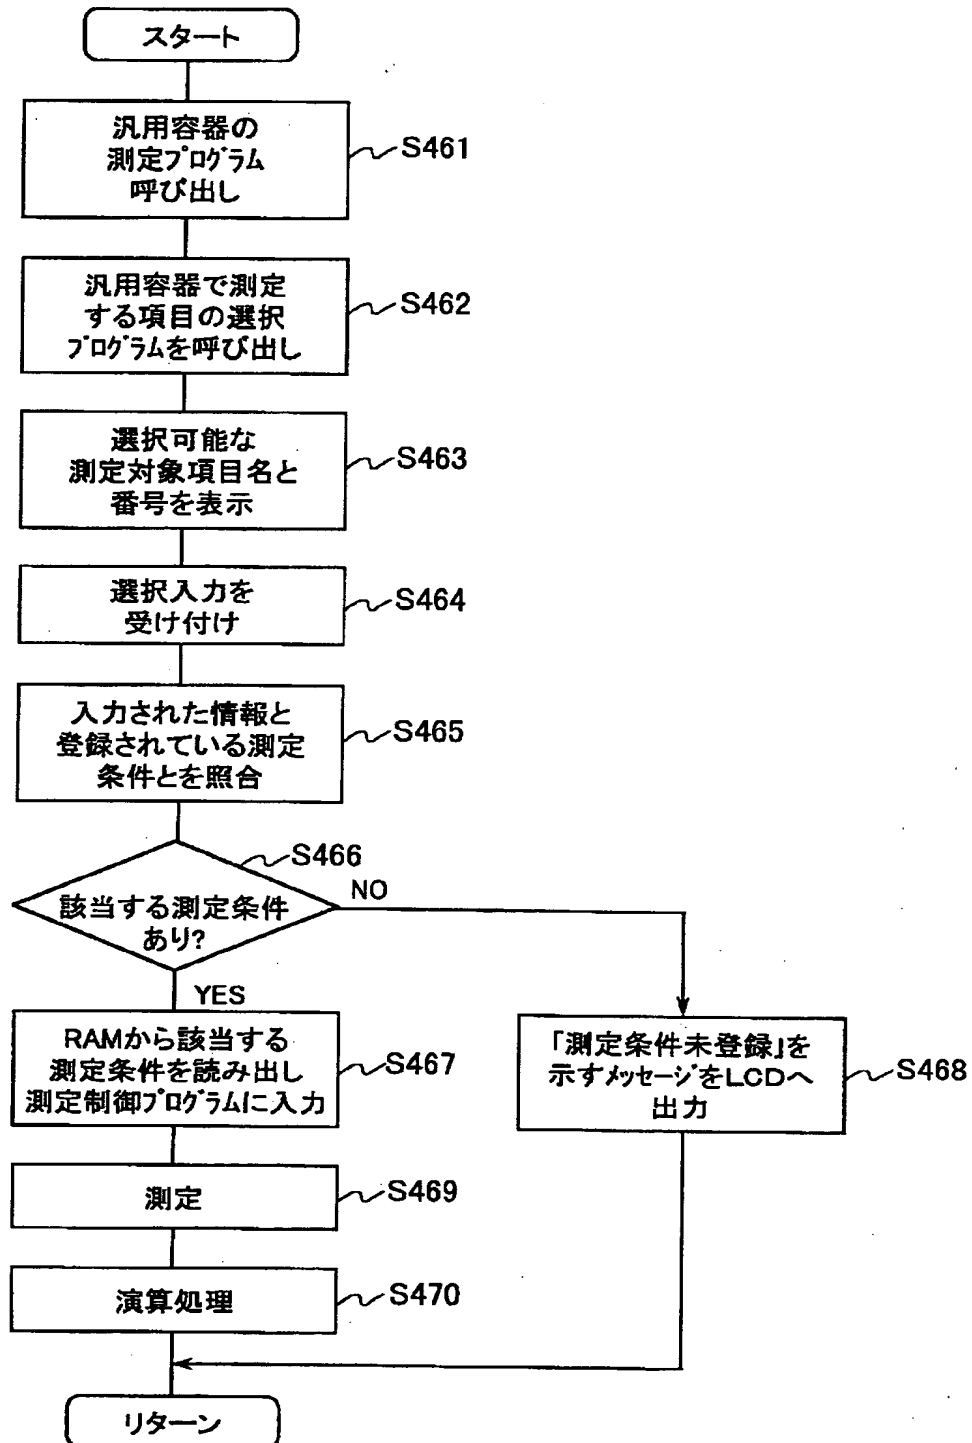 スタート
汎用容器の
測定プログラム
呼び出し
S461
汎用容器で測定
する項目の選択
プログラムを呼び出し
S462
選択可能な
測定対象項目名と
番号を表示
S463
選択入力を
受け付け
S464
入力された情報と
登録されている測定
条件とを照合
S465
S466
該当する測定条件
あり?
NO
YES
RAMから該当する
測定条件を読み出し
測定制御プログラムに入力
S467
「測定条件未登録」を
示すメッセージをLCDへ
出力
S468
測定
S469
演算処理
S470
リターン